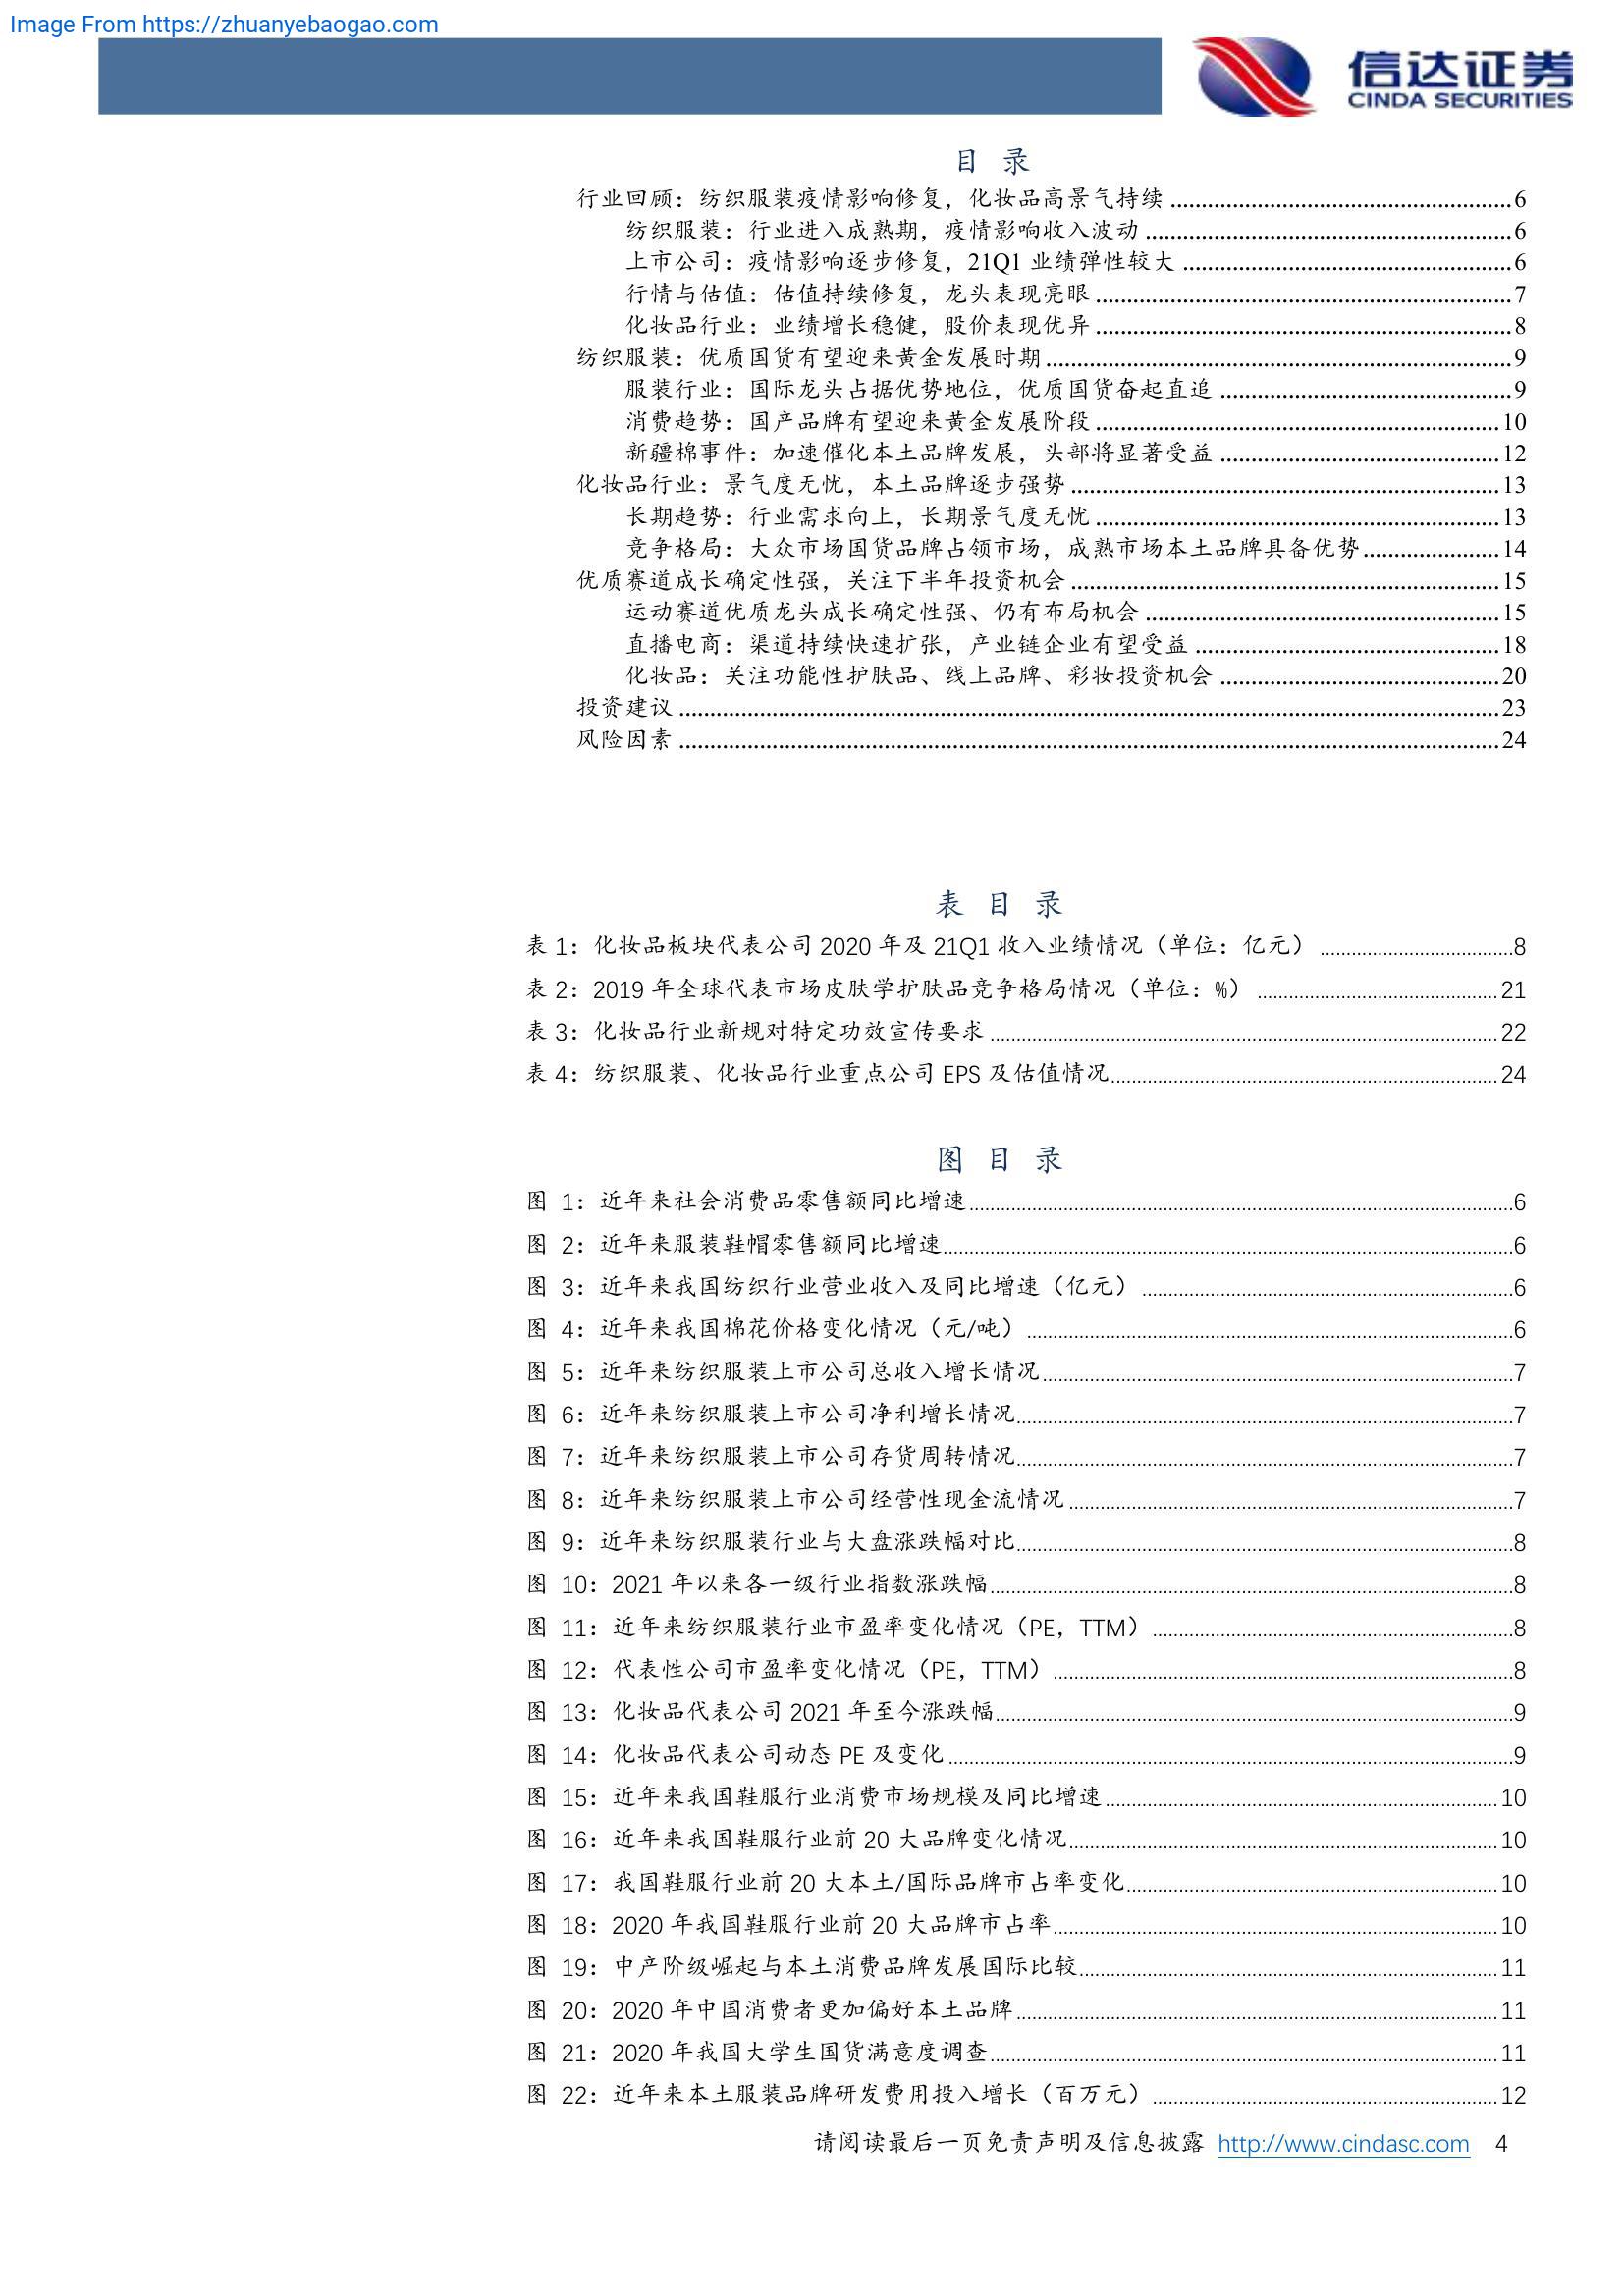 Image From https://zhuanyebaogao.com
信达证券
CINDA SECURITIES
目 录
行业回顾：纺织服装疫情影响修复，化妆品高景气持续 6
纺织服装：行业进入成熟期，疫情影响收入波动 6
上市公司：疫情影响逐步修复，21Q1 业绩弹性较大 6
行情与估值：估值持续修复，龙头表现亮眼 7
化妆品行业：业绩增长稳健，股价表现优异 8
纺织服装：优质国货有望迎来黄金发展时期 9
服装行业：国际龙头占据优势地位，优质国货奋起直追 9
消费趋势：国产品牌有望迎来黄金发展阶段 10
新疆棉事件：加速催化本土品牌发展，头部将显著受益 12
化妆品行业：景气度无忧，本土品牌逐步强势 13
长期趋势：行业需求向上，长期景气度无忧 13
竞争格局：大众市场国货品牌占领市场，成熟市场本土品牌具备优势 14
优质赛道成长确定性强，关注下半年投资机会 15
运动赛道优质龙头成长确定性强、仍有布局机会 15
直播电商：渠道持续快速扩张，产业链企业有望受益 18
化妆品：关注功能性护肤品、线上品牌、彩妆投资机会 20
投资建议 23
风险因素 24
表 目 录
表 1：化妆品板块代表公司 2020 年及 21Q1 收入业绩情况（单位：亿元） 8
表 2：2019 年全球代表市场皮肤学护肤品竞争格局情况（单位：%） 21
表 3：化妆品行业新规对特定功效宣传要求 22
表 4：纺织服装、化妆品行业重点公司 EPS 及估值情况 24
图 目 录
图 1：近年来社会消费品零售额同比增速 6
图 2：近年来服装鞋帽零售额同比增速 6
图 3：近年来我国纺织行业营业收入及同比增速（亿元） 6
图 4：近年来我国棉花价格变化情况（元/吨） 6
图 5：近年来纺织服装上市公司总收入增长情况 7
图 6：近年来纺织服装上市公司净利增长情况 7
图 7：近年来纺织服装上市公司存货周转情况 7
图 8：近年来纺织服装上市公司经营性现金流情况 7
图 9：近年来纺织服装行业与大盘涨跌幅对比 8
图 10：2021 年以来各一级行业指数涨跌幅 8
图 11：近年来纺织服装行业市盈率变化情况（PE，TTM） 8
图 12：代表性公司市盈率变化情况（PE，TTM） 8
图 13：化妆品代表公司 2021 年至今涨跌幅 9
图 14：化妆品代表公司动态 PE 及变化 9
图 15：近年来我国鞋服行业消费市场规模及同比增速 10
图 16：近年来我国鞋服行业前 20 大品牌变化情况 10
图 17：我国鞋服行业前 20 大本土/国际品牌市占率变化 10
图 18：2020 年我国鞋服行业前 20 大品牌市占率 10
图 19：中产阶级崛起与本土消费品牌发展国际比较 11
图 20：2020 年中国消费者更加偏好本土品牌 11
图 21：2020 年我国大学生国货满意度调查 11
图 22：近年来本土服装品牌研发费用投入增长（百万元） 12
请阅读最后一页免责声明及信息披露 http://www.cindasc.com 4